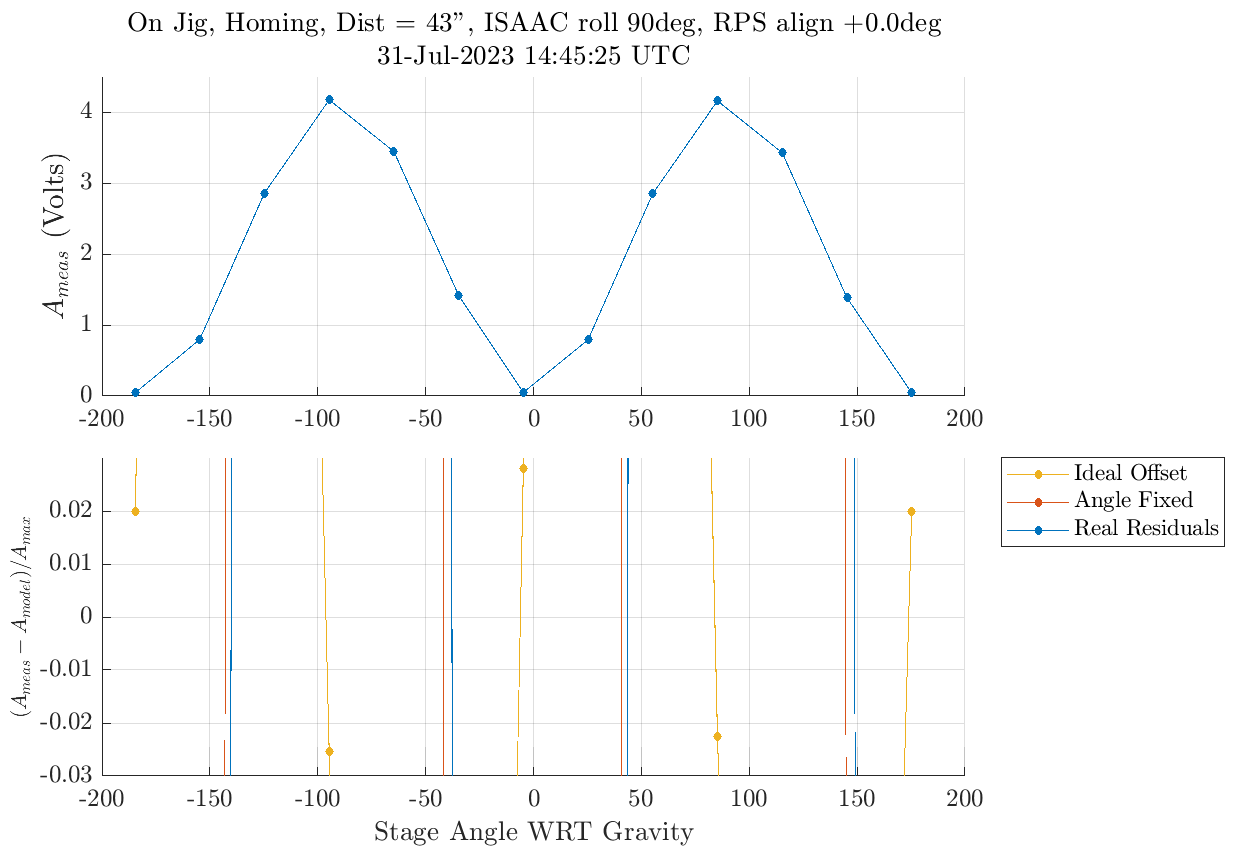 On Jig, Homing, Dist = 43”, ISAAC roll 90deg, RPS align +0.0deg
31-Jul-2023 14:45:25 UTC
A_meas (Volts)
4
3
2
1
0
-200 -150 -100 -50 0 50 100 150 200
(A_meas − A_model)/A_max
0.02
0.01
0
-0.01
-0.02
-0.03
-200 -150 -100 -50 0 50 100 150 200
Stage Angle WRT Gravity
Ideal Offset
Angle Fixed
Real Residuals